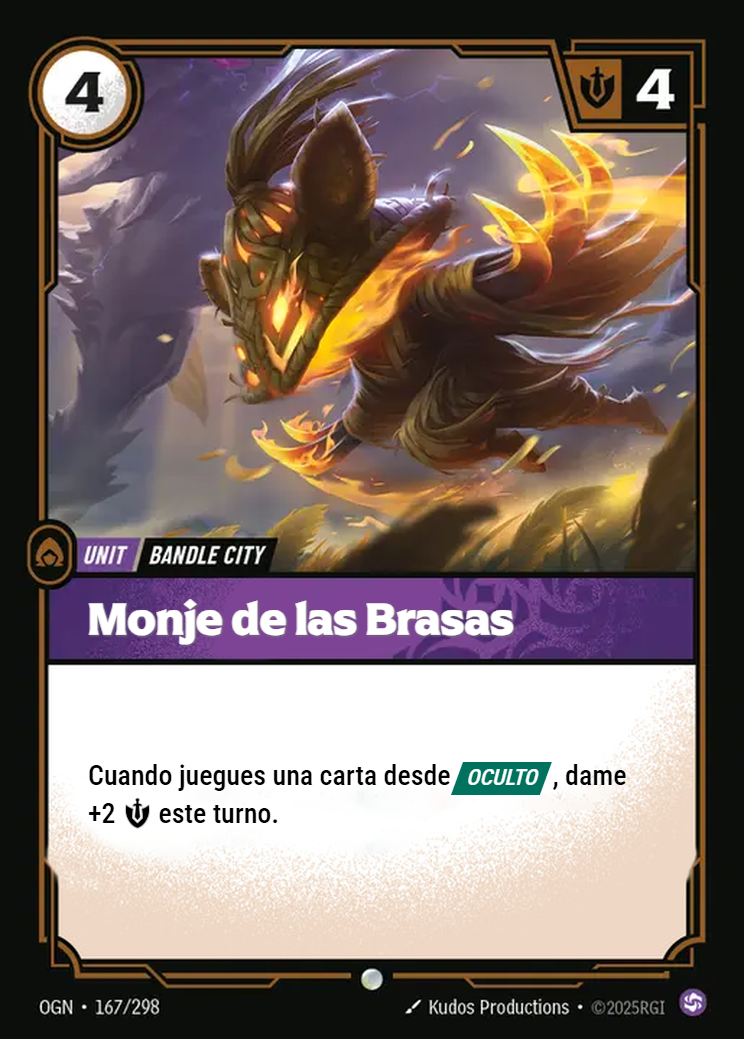 4
4
UNIT BANDLE CITY
Monje de las Brasas
Cuando juegues una carta desde OCULTO, dame
+2 este turno.
OGN • 167/298 Kudos Productions • ©2025RGI